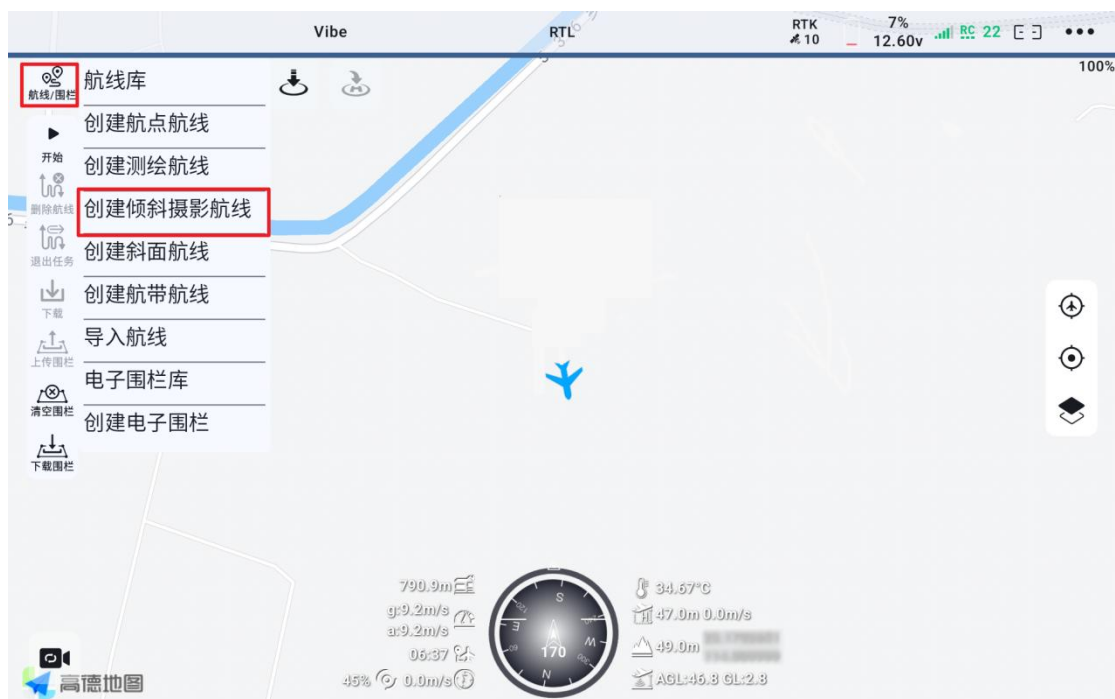 Vibe
RTL
RTK
10
7%
12.60v
RC 22
100%
航线/围栏
航线库
创建航点航线
开始
创建测绘航线
删除航线
创建倾斜摄影航线
退出任务
创建斜面航线
下载
创建航带航线
上传围栏
导入航线
清空围栏
电子围栏库
下载围栏
创建电子围栏
790.9m
34.67°C
g:9.2m/s
a:9.2m/s
47.0m 0.0m/s
06:37
49.0m
45%
0.0m/s
AGL:46.8 GL:2.8
S
120
E
W
60
300
170
N
高德地图